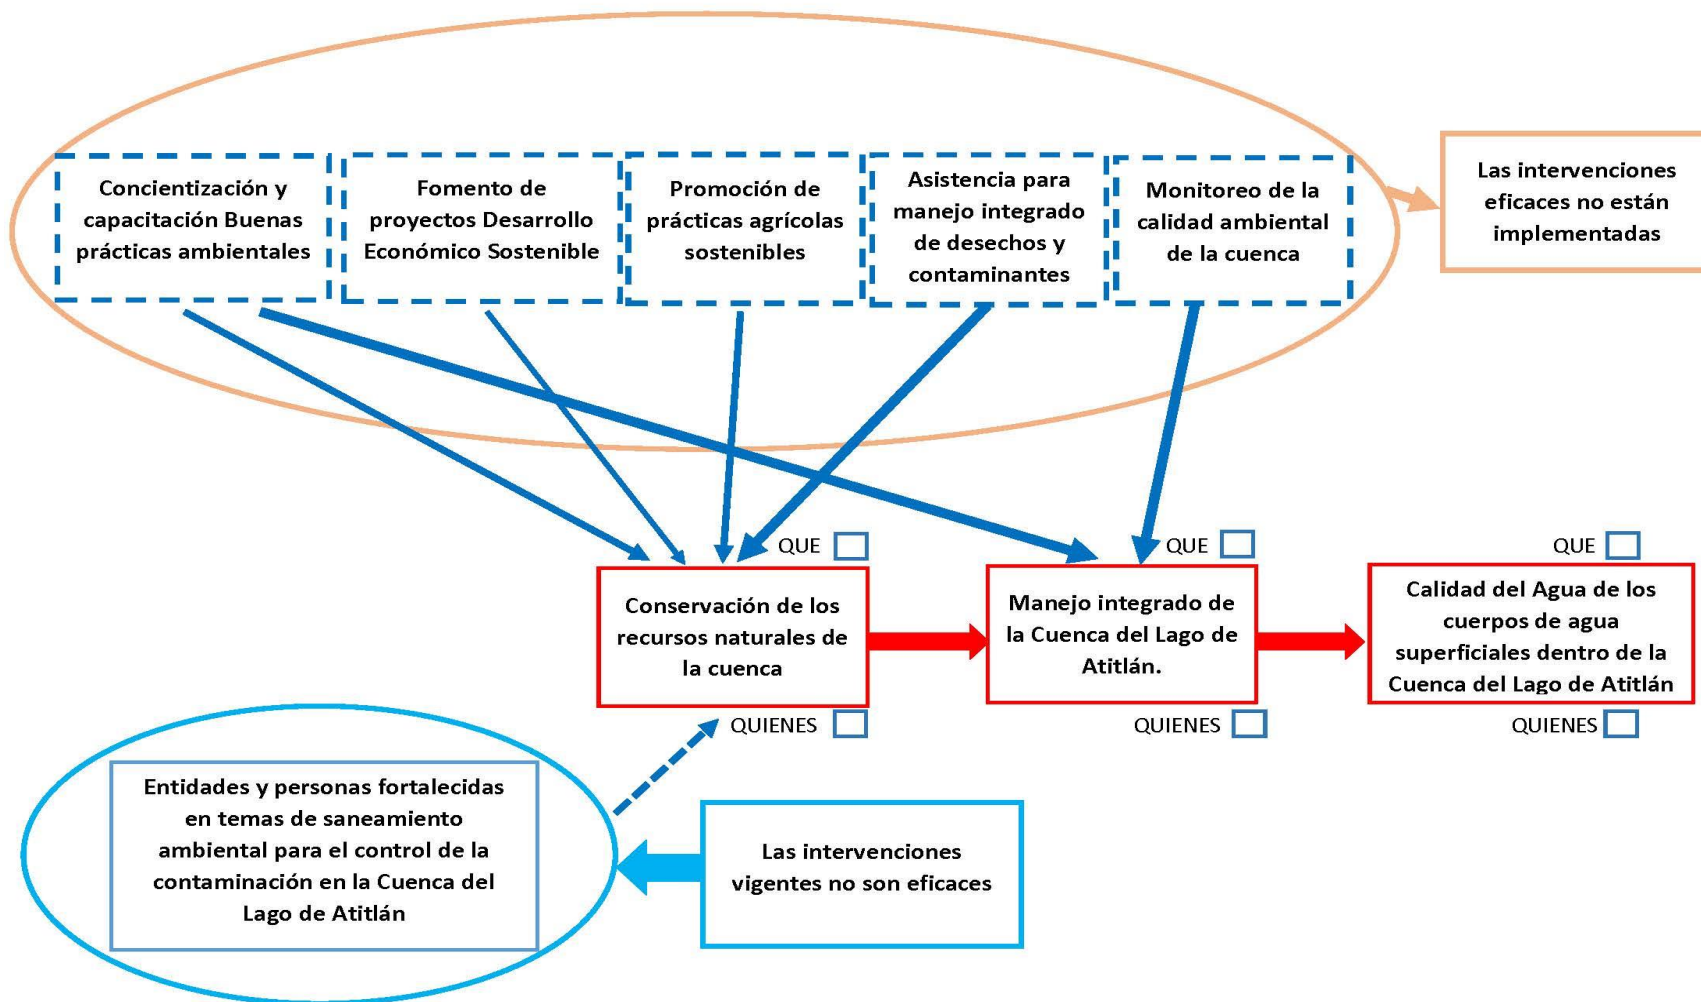 Concientización y
capacitación Buenas
prácticas ambientales
Fomento de
proyectos Desarrollo
Económico Sostenible
Promoción de
prácticas agrícolas
sostenibles
Asistencia para
manejo integrado
de desechos y
contaminantes
Monitoreo de la
calidad ambiental
de la cuenca
Las intervenciones
eficaces no están
implementadas
QUE
Conservación de los
recursos naturales de
la cuenca
QUIENES
QUE
Manejo integrado de
la Cuenca del Lago de
Atitlán.
QUIENES
QUE
Calidad del Agua de los
cuerpos de agua
superficiales dentro de la
Cuenca del Lago de Atitlán
QUIENES
Entidades y personas fortalecidas
en temas de saneamiento
ambiental para el control de la
contaminación en la Cuenca del
Lago de Atitlán
Las intervenciones
vigentes no son eficaces